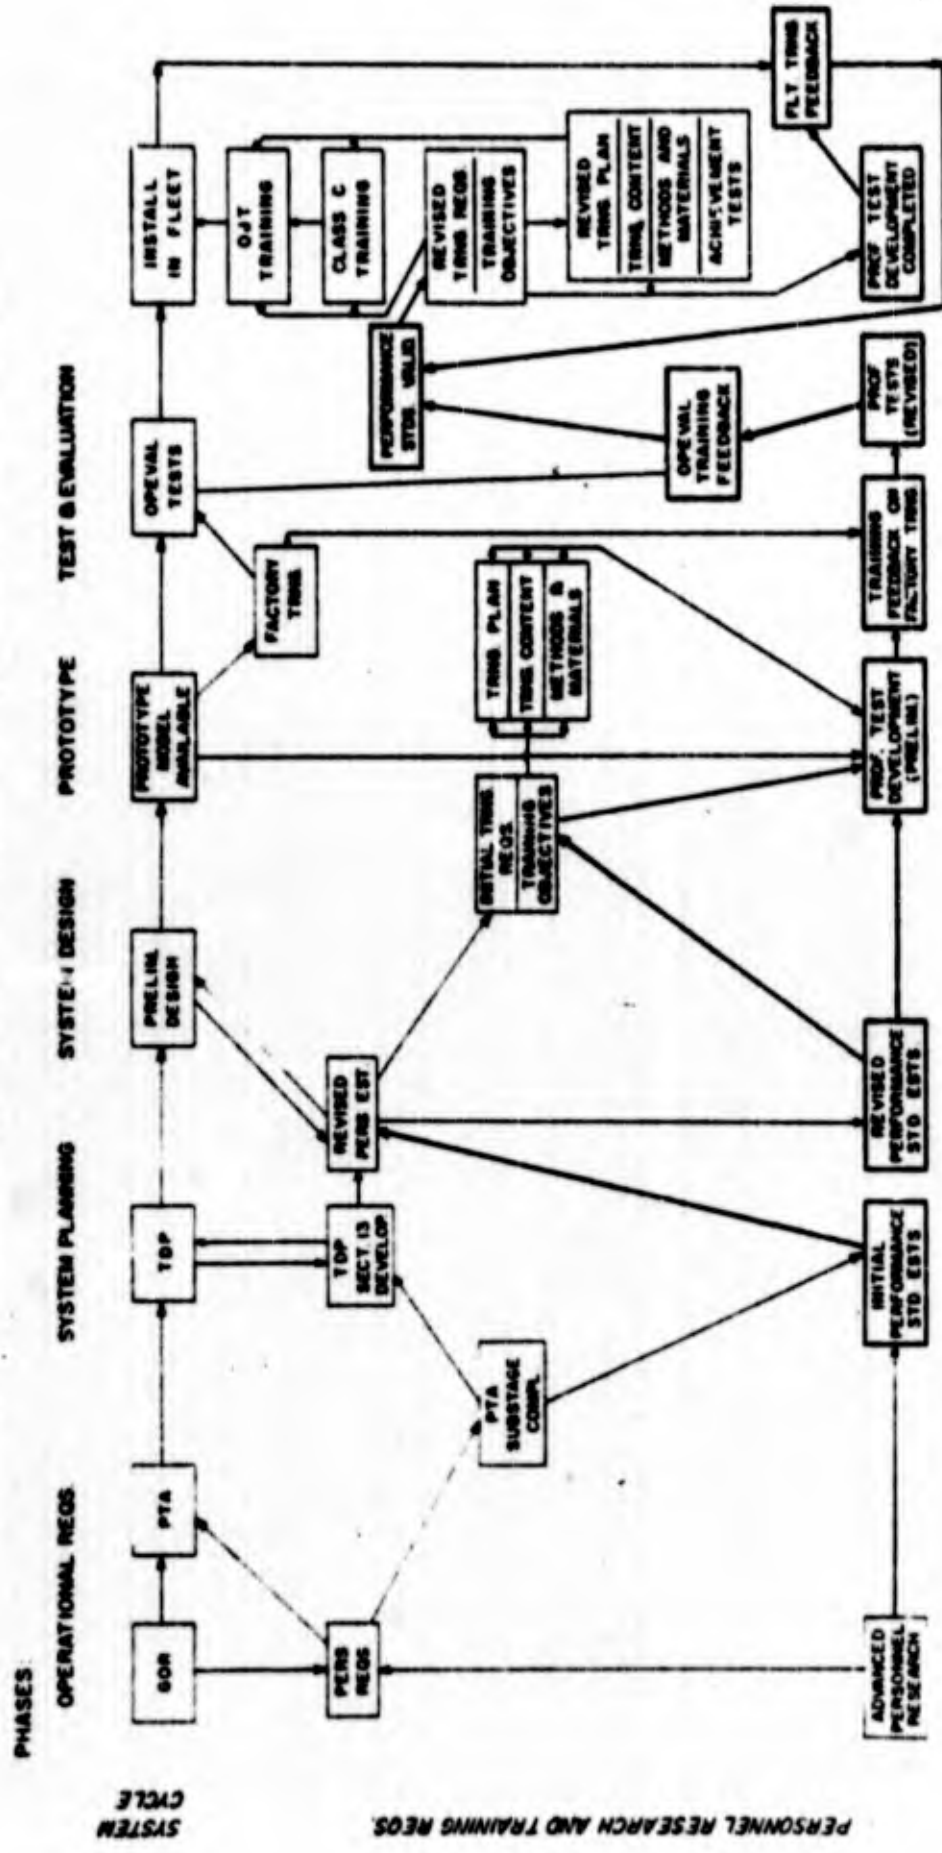 PHASES:
OPERATIONAL REQS
SYSTEM PLANNING
SYSTEM DESIGN
PROTOTYPE
TEST & EVALUATION
SYSTEM
CYCLE
GOR
PTA
TDP
PRELIM.
DESIGN
PROTOTYPE
MODEL
AVAILABLE
OPEVAL
TESTS
INSTALL
IN FLEET
FACTORY
TRNG.
OJT
TRAINING
CLASS C
TRAINING
PERSONNEL RESEARCH AND TRAINING REQS.
PERS
REQS
TDP
SECT. 13
DEVELOP
REVISED
PERS EST
PERFORMANCE
STDS VALID
REVISED
TRNG REQS
TRAINING
OBJECTIVES
PTA
SUBSTAGE
COMPL
INITIAL TRNG
REQS.
TRAINING
OBJECTIVES
TRNG. PLAN
TRNG. CONTENT
METHODS &
MATERIALS
REVISED
TRNG PLAN
TRNG. CONTENT
METHODS AND
MATERIALS
ACHIEVEMENT
TESTS
OPEVAL
TRAINING
FEEDBACK
FLT TRNG
FEEDBACK
ADVANCED
PERSONNEL
RESEARCH
INITIAL
PERFORMANCE
STD ESTS
REVISED
PERFORMANCE
STD ESTS
PROF. TEST
DEVELOPMENT
(PRELIM)
TRAINING
FEEDBACK ON
FACTORY TRNG
PROF
TESTS
(REVISED)
PROF. TEST
DEVELOPMENT
COMPLETED